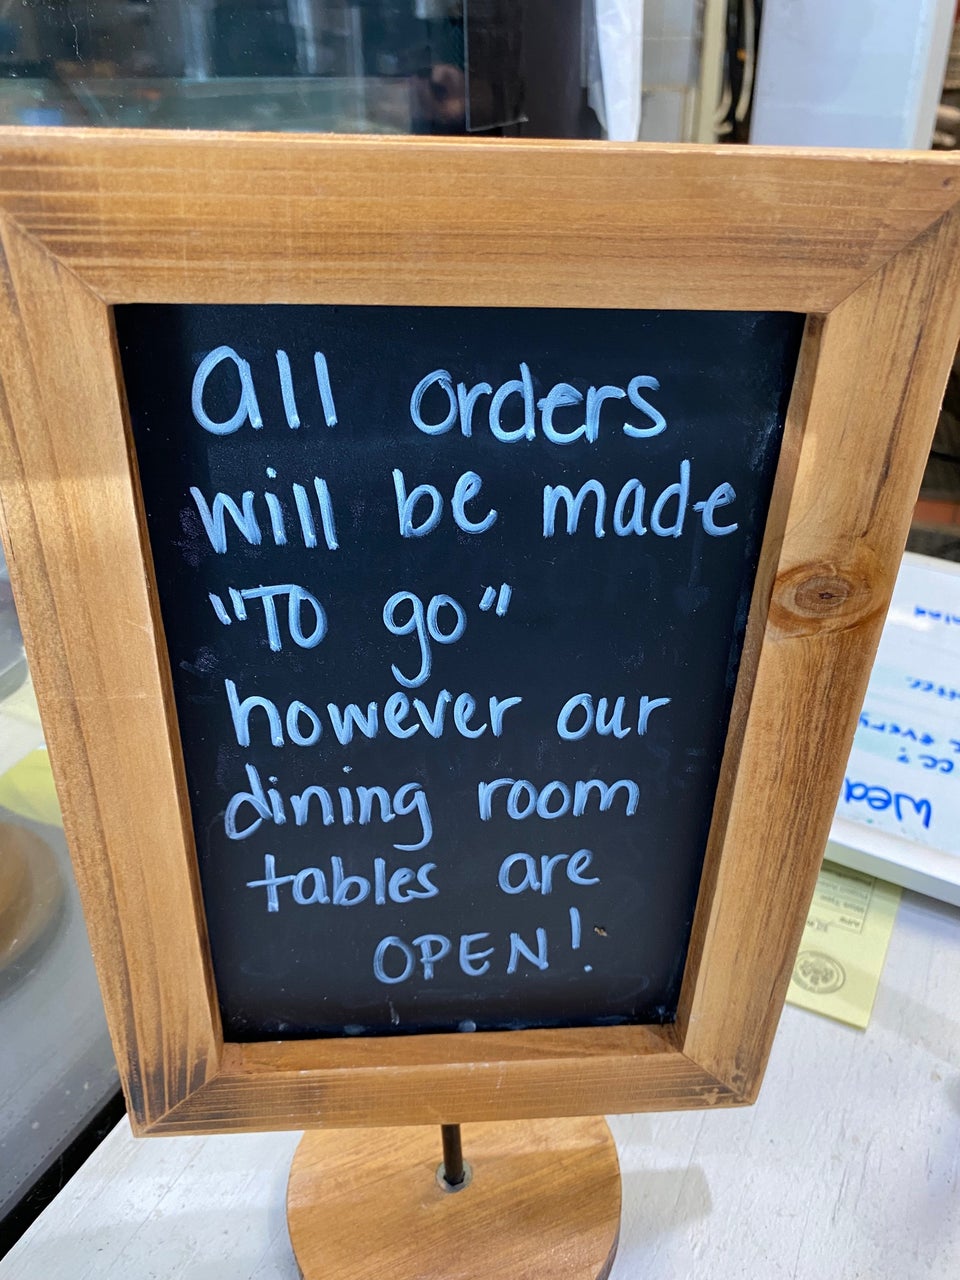 all orders
will be made
"To go"
however our
dining room
tables are
OPEN!